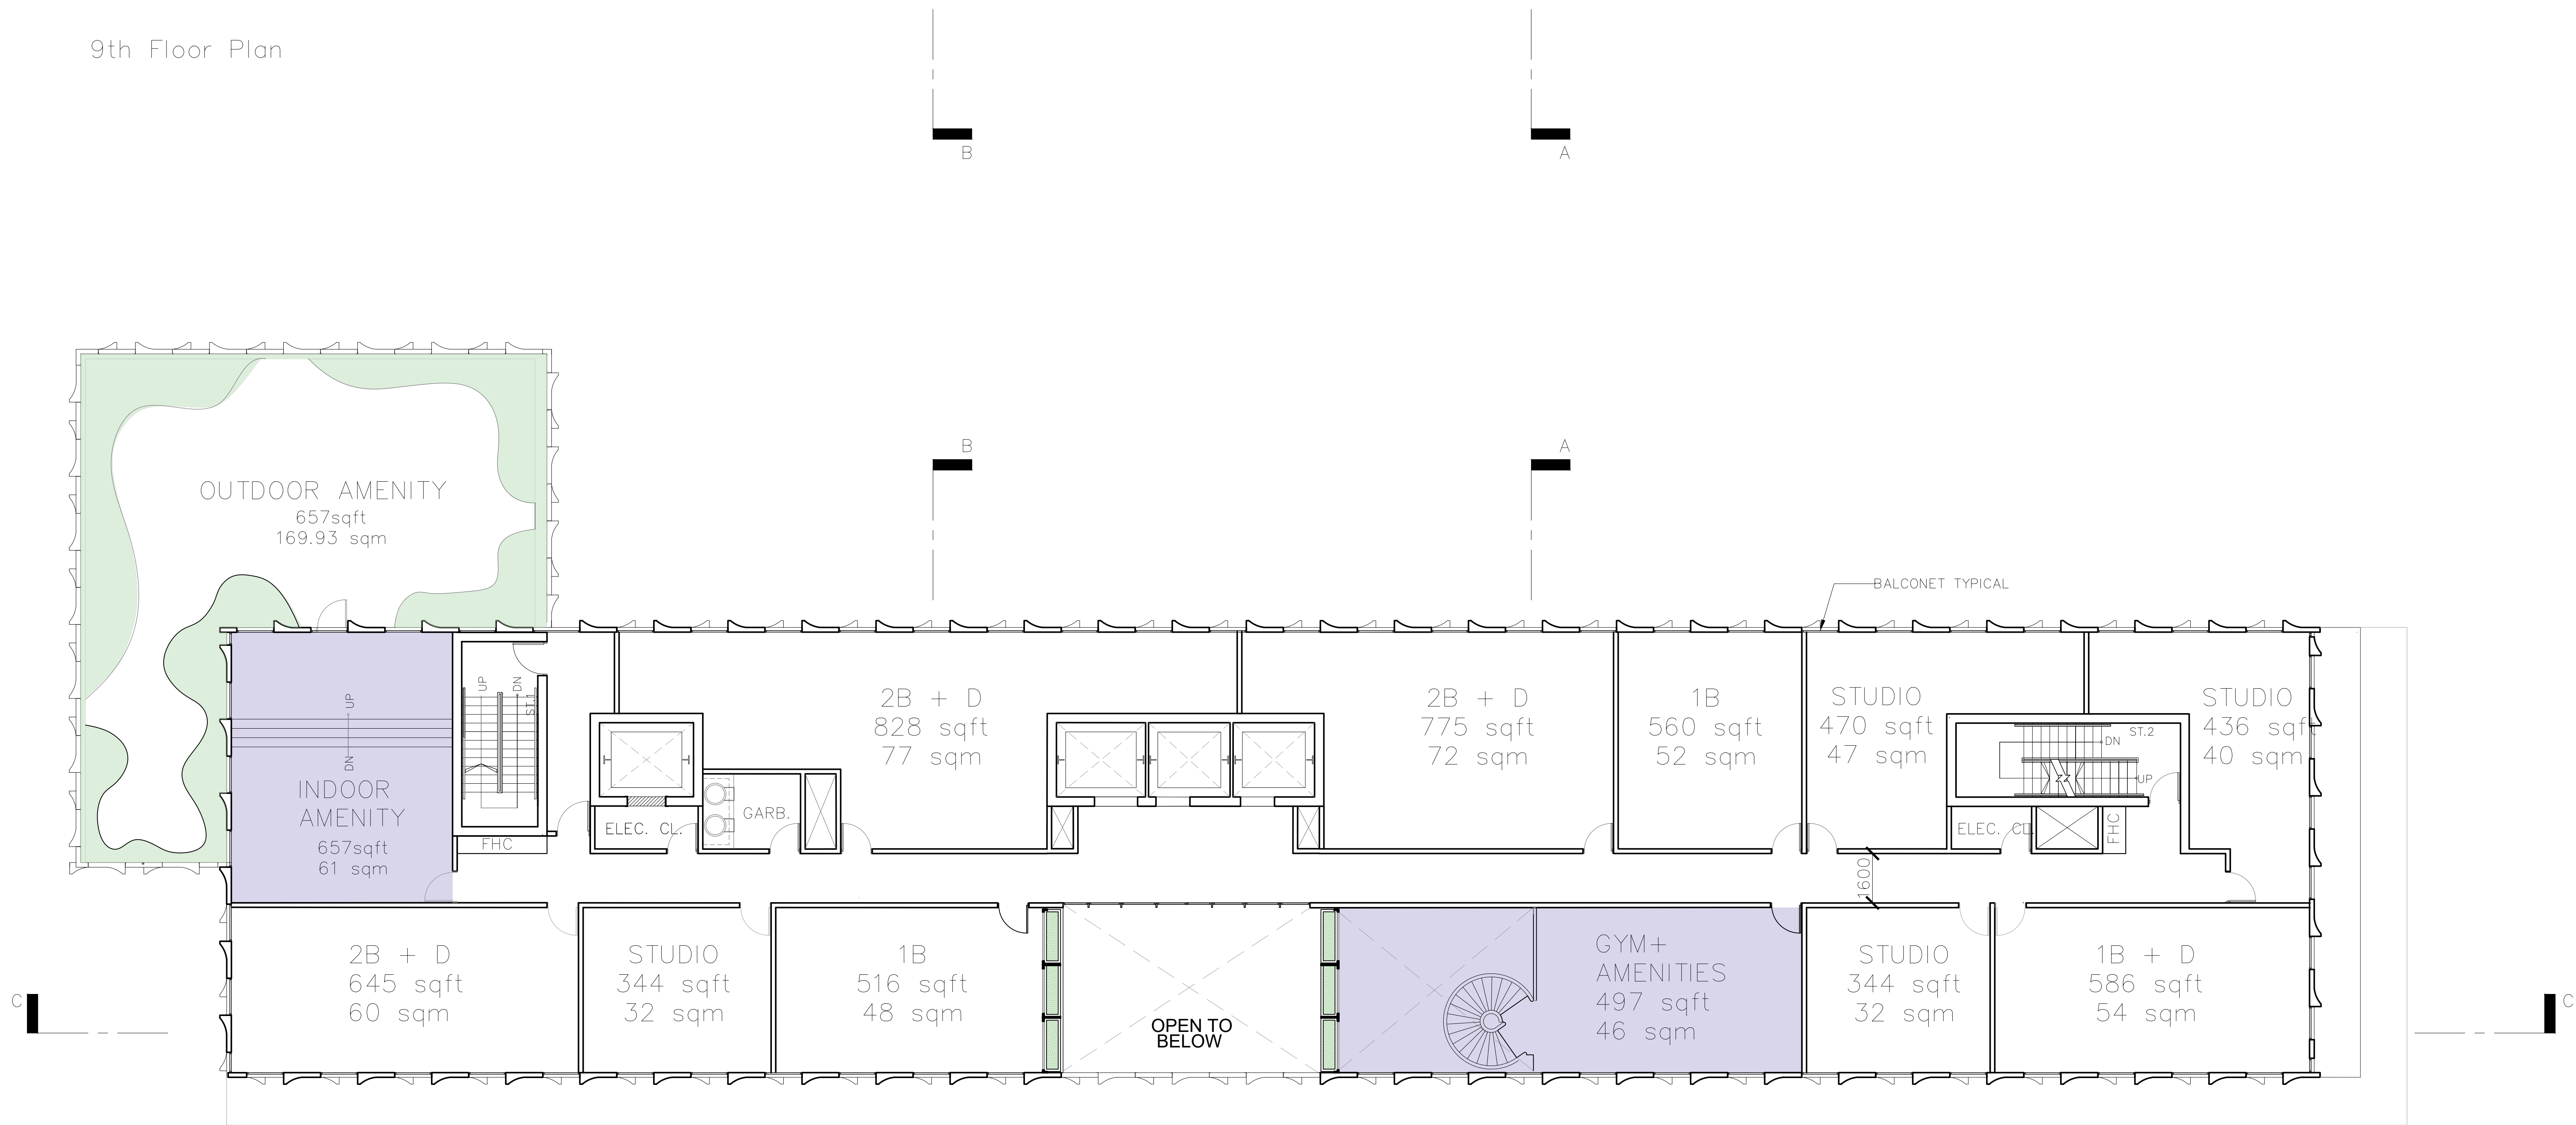 9th Floor Plan
B
A
B
A
OUTDOOR AMENITY
657sqft
169.93 sqm
BALCONET TYPICAL
UP
DN
INDOOR
AMENITY
657sqft
61 sqm
UP
DN
ST.1
FHC
ELEC. CL.
GARB.
2B + D
828 sqft
77 sqm
2B + D
775 sqft
72 sqm
1B
560 sqft
52 sqm
STUDIO
470 sqft
47 sqm
STUDIO
436 sqft
40 sqm
ST.2
DN
UP
ELEC. CL.
FHC
1600
2B + D
645 sqft
60 sqm
STUDIO
344 sqft
32 sqm
1B
516 sqft
48 sqm
OPEN TO
BELOW
GYM+
AMENITIES
497 sqft
46 sqm
STUDIO
344 sqft
32 sqm
1B + D
586 sqft
54 sqm
C
C